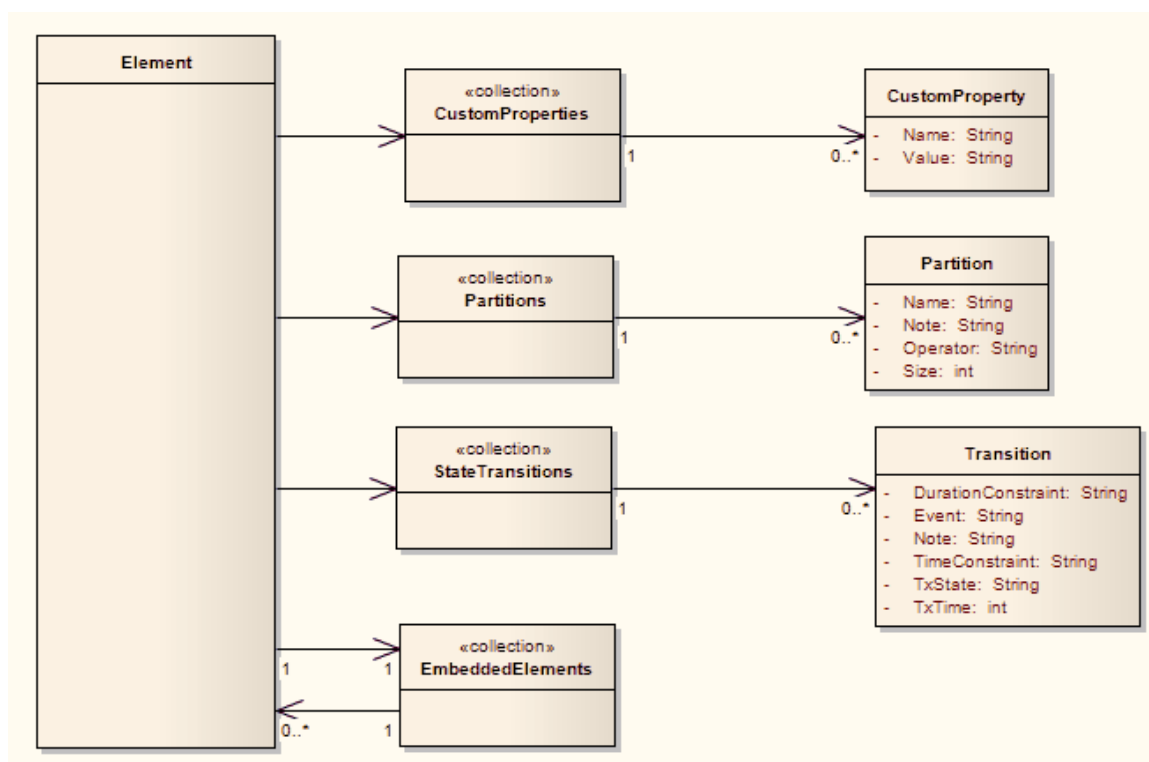 Element
«collection»
CustomProperties
1
0..*
CustomProperty
- Name: String
- Value: String
«collection»
Partitions
1
0..*
Partition
- Name: String
- Note: String
- Operator: String
- Size: int
«collection»
StateTransitions
1
0..*
Transition
- DurationConstraint: String
- Event: String
- Note: String
- TimeConstraint: String
- TxState: String
- TxTime: int
«collection»
EmbeddedElements
1
1
0..*
1